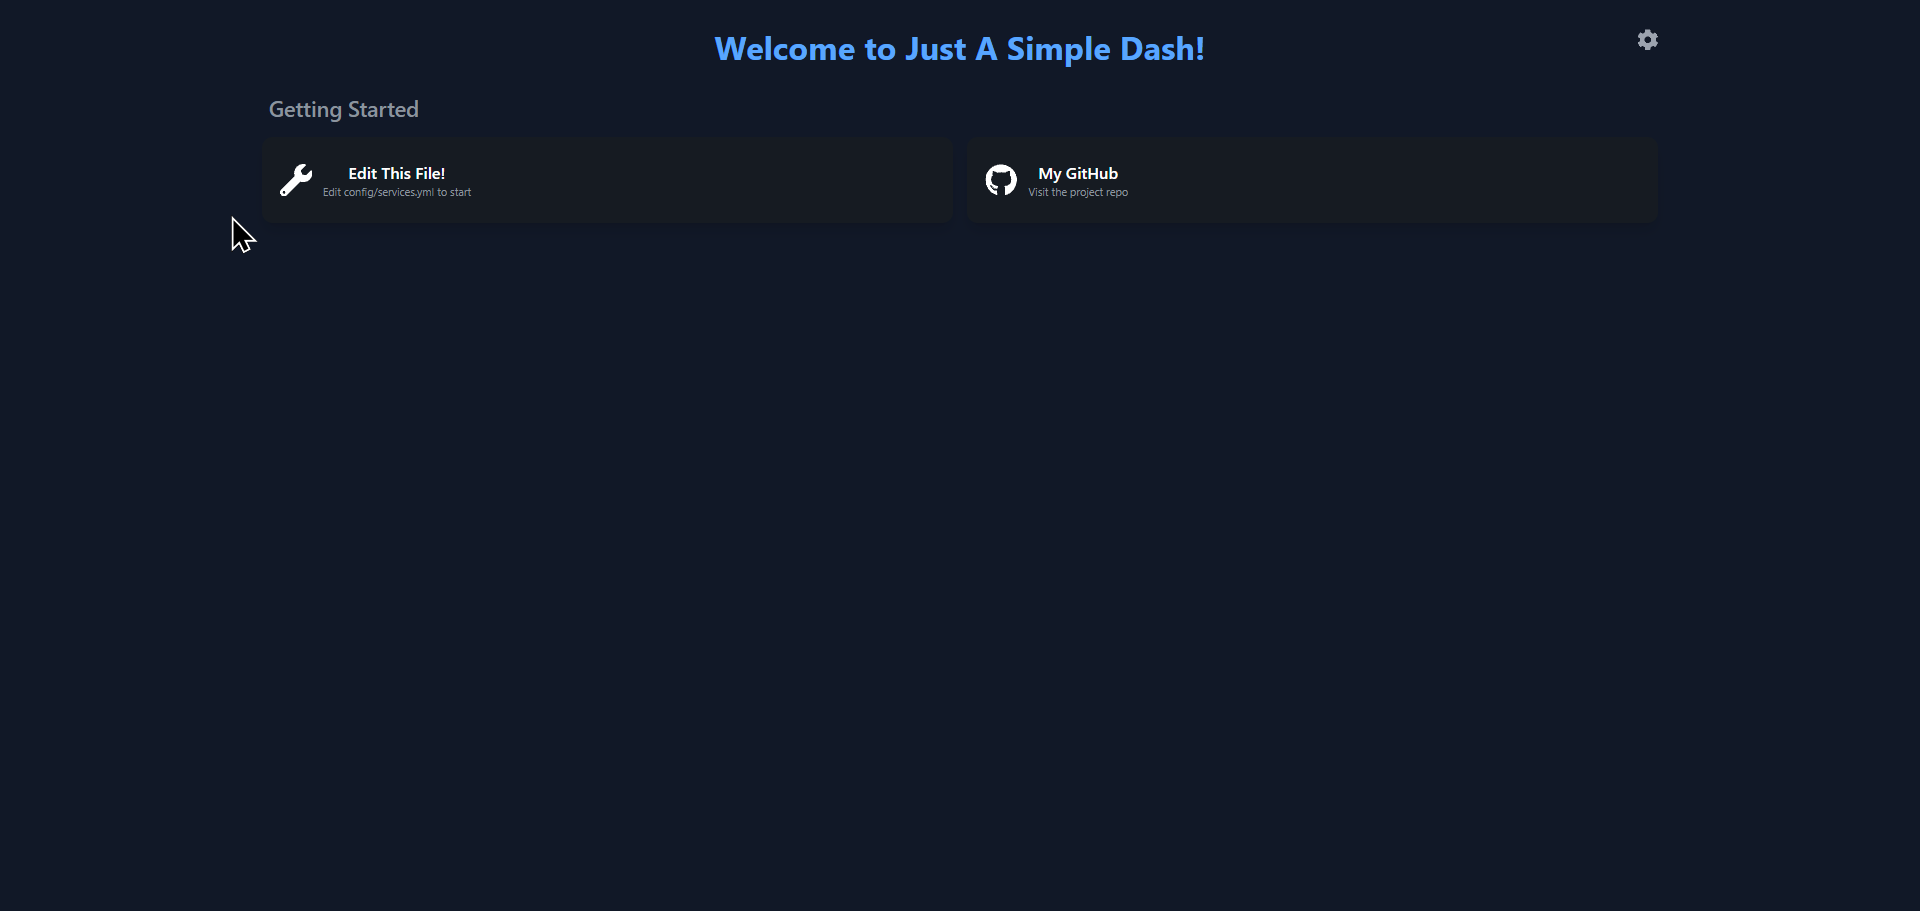 Welcome to Just A Simple Dash!
Getting Started
Edit This File!
Edit config/services.yml to start
My GitHub
Visit the project repo